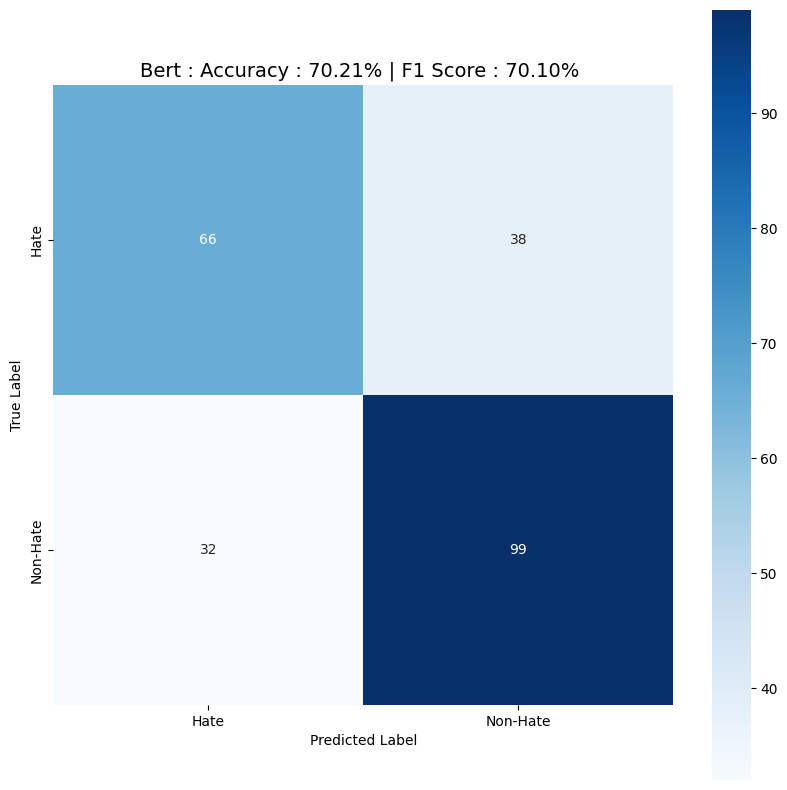 Bert : Accuracy : 70.21% | F1 Score : 70.10%
True Label
Hate
Non-Hate
66
38
32
99
Hate
Non-Hate
Predicted Label
90
80
70
60
50
40